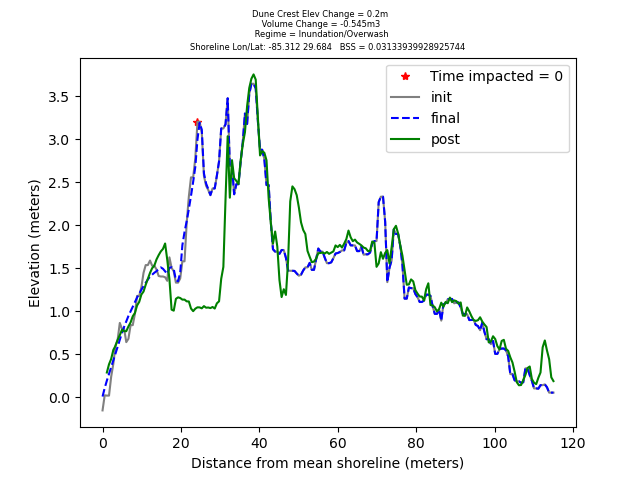 Dune Crest Elev Change = 0.2m
Volume Change = -0.545m3
Regime = Inundation/Overwash
Shoreline Lon/Lat: -85.312 29.684   BSS = 0.03133939928925744
Time impacted = 0
init
final
post
Elevation (meters)
3.5
3.0
2.5
2.0
1.5
1.0
0.5
0.0
0 20 40 60 80 100 120
Distance from mean shoreline (meters)